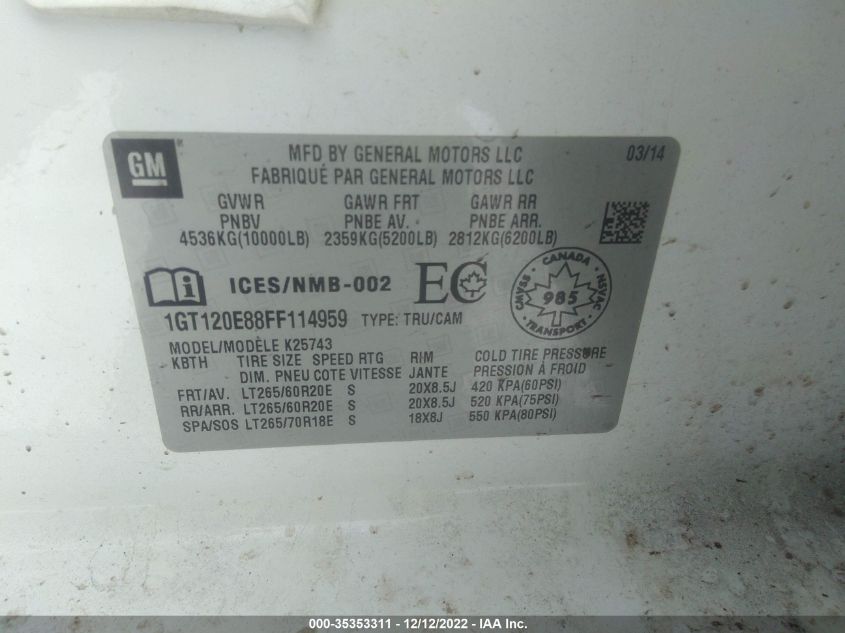 GM
MFD BY GENERAL MOTORS LLC 03/14
FABRIQUÉ PAR GENERAL MOTORS LLC
GVWR GAWR FRT GAWR RR
PNBV PNBE AV. PNBE ARR.
4536KG(10000LB) 2359KG(5200LB) 2812KG(6200LB)
i ICES/NMB-002 EC
CANADA
CMVSS 985 NSVAC
TRANSPORT
1GT120E88FF114959 TYPE: TRU/CAM
MODEL/MODÈLE K25743
KBTH TIRE SIZE SPEED RTG RIM COLD TIRE PRESSURE
DIM. PNEU COTE VITESSE JANTE PRESSION À FROID
FRT/AV. LT265/60R20E S 20X8.5J 420 KPA(60PSI)
RR/ARR. LT265/60R20E S 20X8.5J 520 KPA(75PSI)
SPA/SOS LT265/70R18E S 18X8J 550 KPA(80PSI)
000-35353311 - 12/12/2022 - IAA Inc.